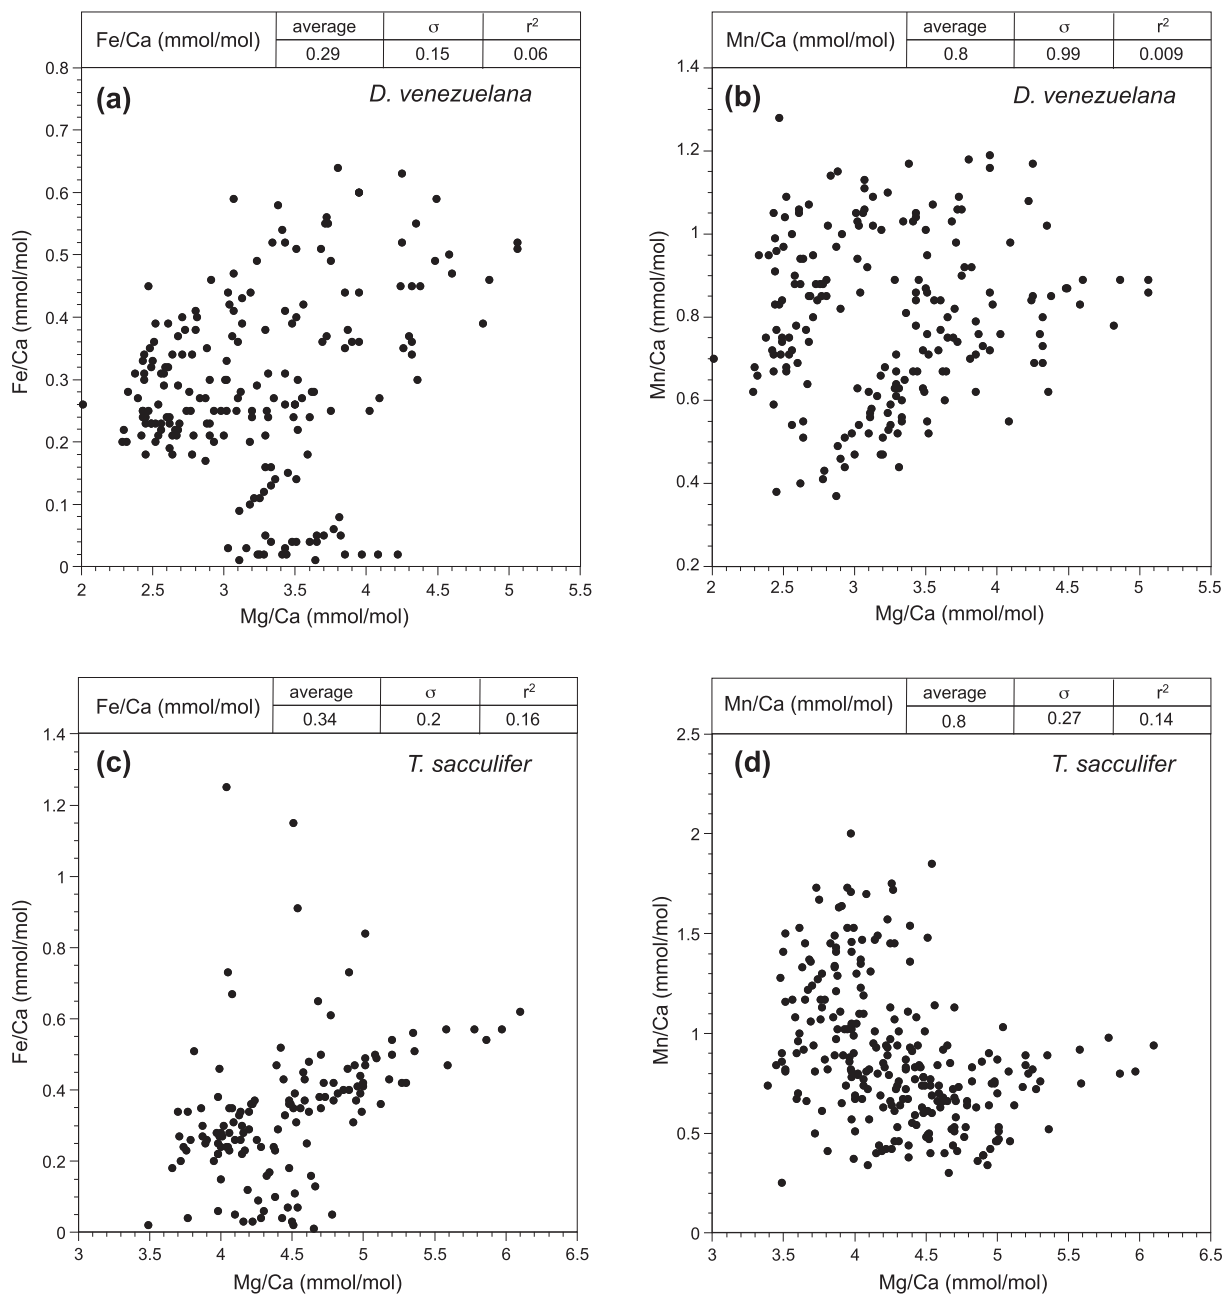 Fe/Ca (mmol/mol) average σ r²
0.29 0.15 0.06
(a) D. venezuelana
Fe/Ca (mmol/mol)
0.8
0.7
0.6
0.5
0.4
0.3
0.2
0.1
0
2 2.5 3 3.5 4 4.5 5 5.5
Mg/Ca (mmol/mol)
Mn/Ca (mmol/mol) average σ r²
0.8 0.99 0.009
(b) D. venezuelana
Mn/Ca (mmol/mol)
1.4
1.2
1
0.8
0.6
0.4
0.2
2 2.5 3 3.5 4 4.5 5 5.5
Mg/Ca (mmol/mol)
Fe/Ca (mmol/mol) average σ r²
0.34 0.2 0.16
(c) T. sacculifer
Fe/Ca (mmol/mol)
1.4
1.2
1
0.8
0.6
0.4
0.2
0
3 3.5 4 4.5 5 5.5 6 6.5
Mg/Ca (mmol/mol)
Mn/Ca (mmol/mol) average σ r²
0.8 0.27 0.14
(d) T. sacculifer
Mn/Ca (mmol/mol)
2.5
2
1.5
1
0.5
0
3 3.5 4 4.5 5 5.5 6 6.5
Mg/Ca (mmol/mol)